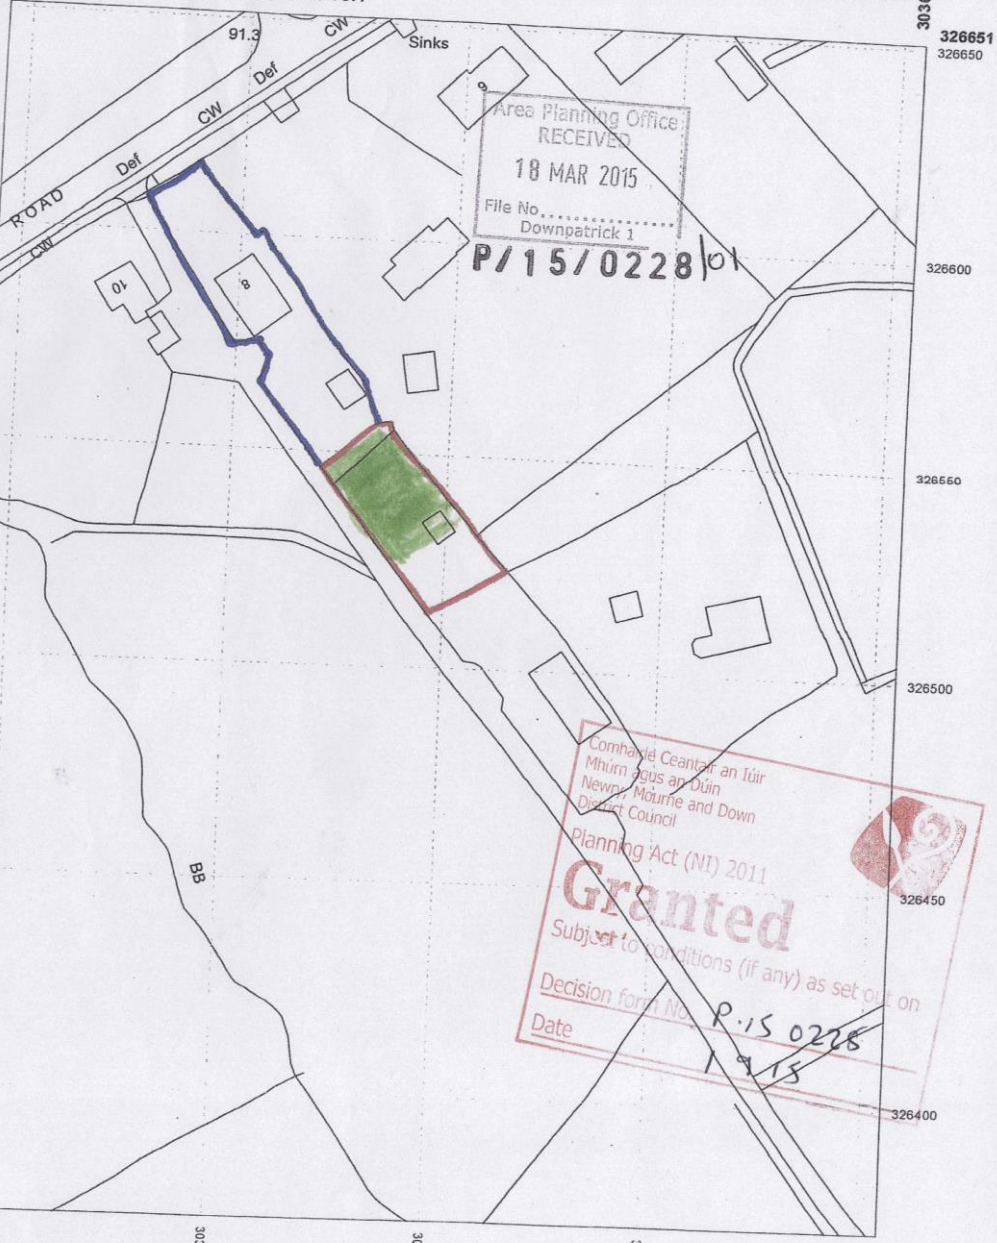 326651
326650
91.3
CW
Sinks
Def
CW
9
Area Planning Office
RECEIVED
18 MAR 2015
File No.
Downpatrick 1
P/15/0228/01
Def
ROAD
CW
10
8
326600
326550
326500
Comhairle Ceantair an Iúir
Mhúrn agus an Dúin
Newry, Mourne and Down
District Council
Planning Act (NI) 2011
Granted
Subject to conditions (if any) as set out on
Decision form No. P.15 0228
Date 1 9 15
BB
326450
326400